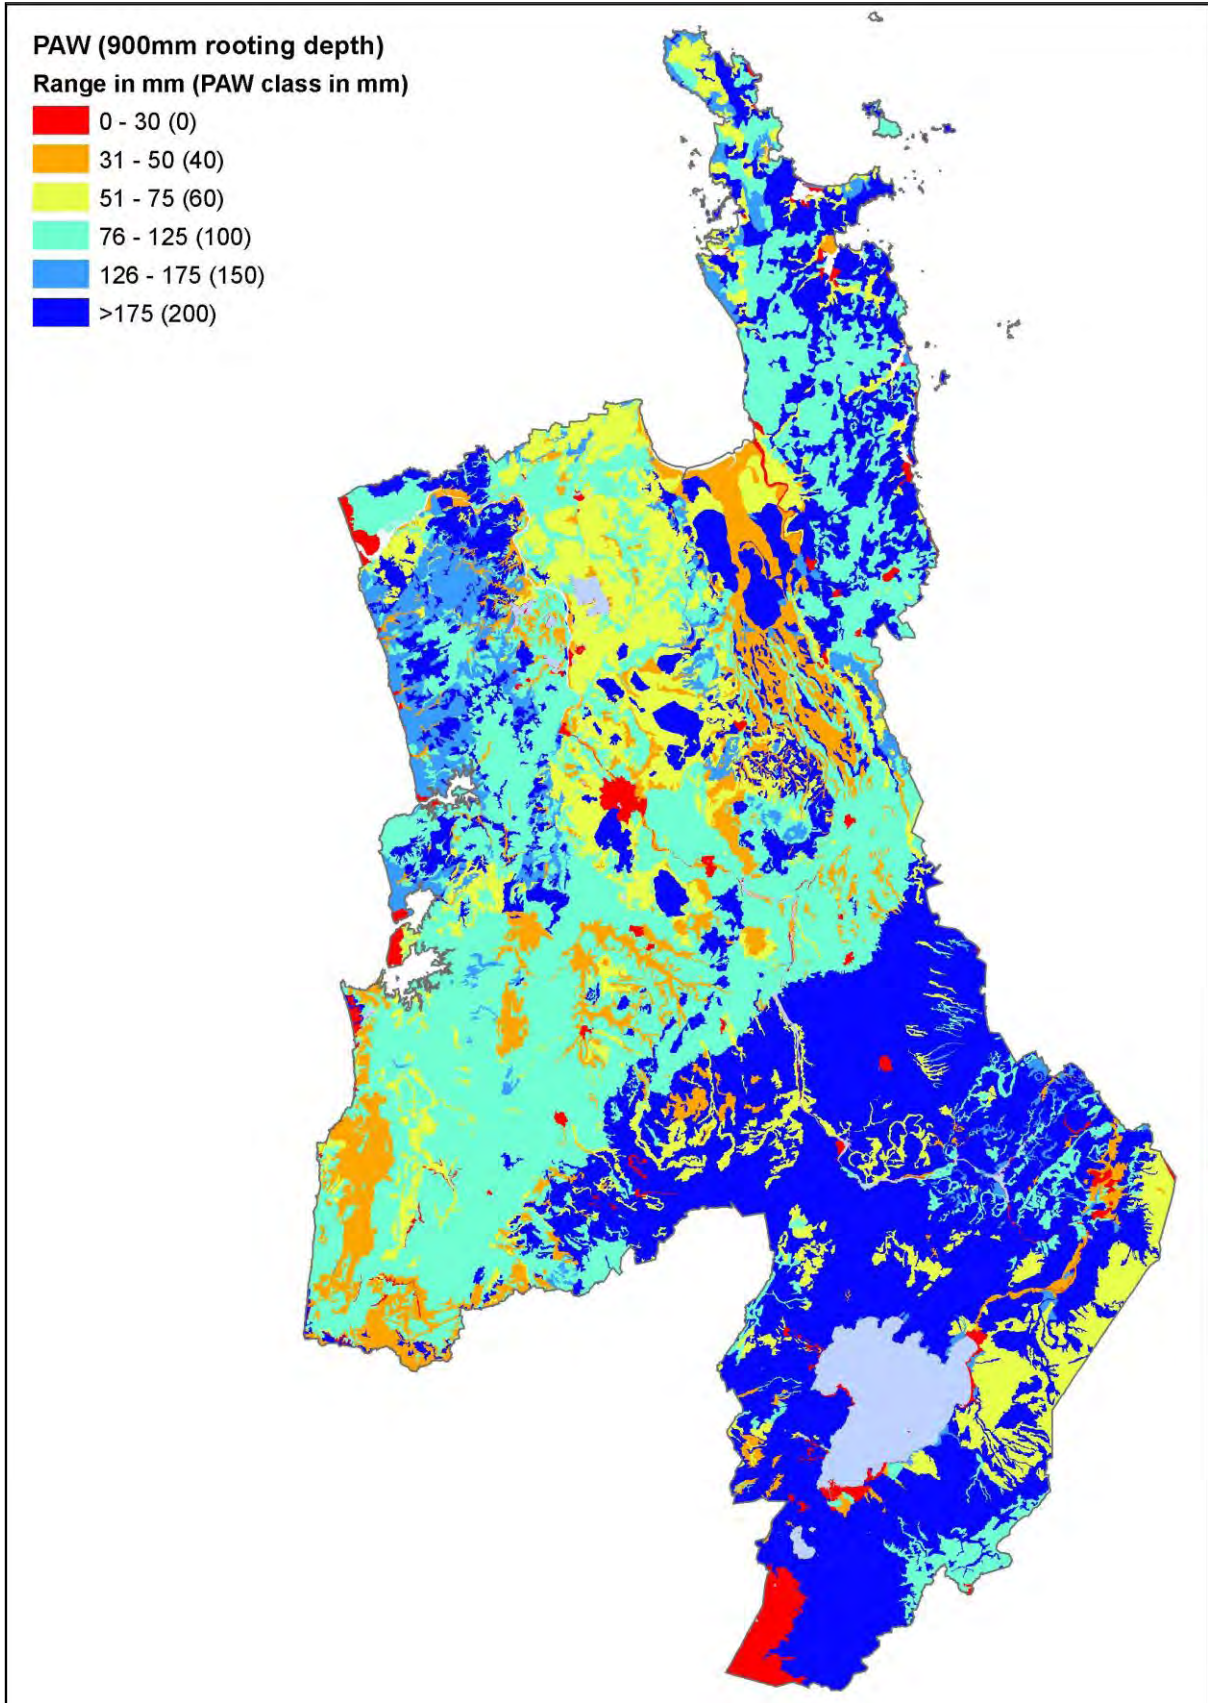 PAW (900mm rooting depth)
Range in mm (PAW class in mm)
0 - 30 (0)
31 - 50 (40)
51 - 75 (60)
76 - 125 (100)
126 - 175 (150)
>175 (200)